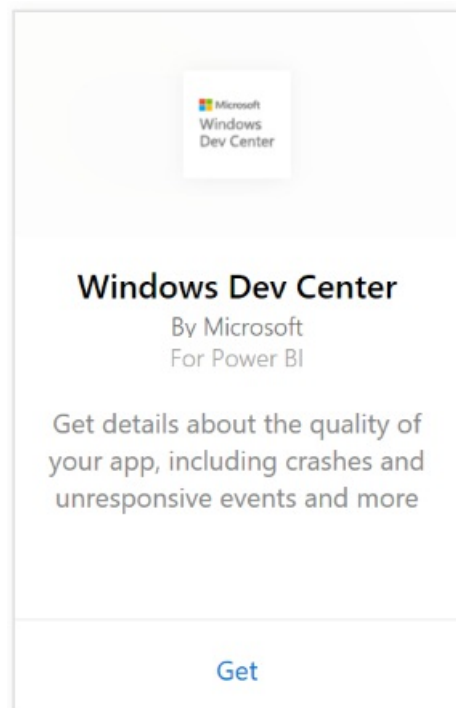 Microsoft
Windows
Dev Center
Windows Dev Center
By Microsoft
For Power BI
Get details about the quality of
your app, including crashes and
unresponsive events and more
Get